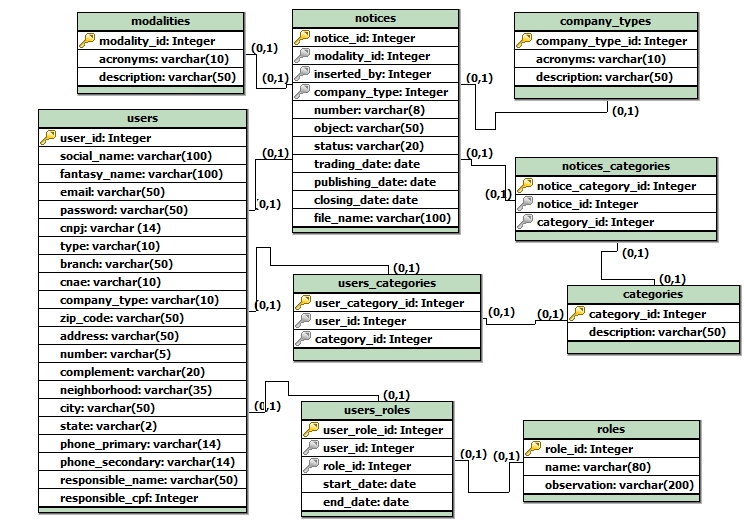 modalities
modality_id: Integer
acronyms: varchar(10)
description: varchar(50)
(0,1)
(0,1)
notices
notice_id: Integer
modality_id: Integer
inserted_by: Integer
company_type: Integer
number: varchar(8)
object: varchar(50)
status: varchar(20)
trading_date: date
publishing_date: date
closing_date: date
file_name: varchar(100)
(0,1)
(0,1)
company_types
company_type_id: Integer
acronyms: varchar(10)
description: varchar(50)
(0,1)
users
user_id: Integer
social_name: varchar(100)
fantasy_name: varchar(100)
email: varchar(50)
password: varchar(50)
cnpj: varchar (14)
type: varchar(10)
branch: varchar(50)
cnae: varchar(10)
company_type: varchar(10)
zip_code: varchar(50)
address: varchar(50)
number: varchar(5)
complement: varchar(20)
neighborhood: varchar(35)
city: varchar(50)
state: varchar(2)
phone_primary: varchar(14)
phone_secondary: varchar(14)
responsible_name: varchar(50)
responsible_cpf: Integer
(0,1)
(0,1)
(0,1)
(0,1)
notices_categories
notice_category_id: Integer
notice_id: Integer
category_id: Integer
(0,1)
(0,1)
(0,1)
(0,1)
users_categories
user_category_id: Integer
user_id: Integer
category_id: Integer
(0,1)
(0,1)
categories
category_id: Integer
description: varchar(50)
(0,1)
(0,1)
users_roles
user_role_id: Integer
user_id: Integer
role_id: Integer
start_date: date
end_date: date
(0,1)
(0,1)
roles
role_id: Integer
name: varchar(80)
observation: varchar(200)